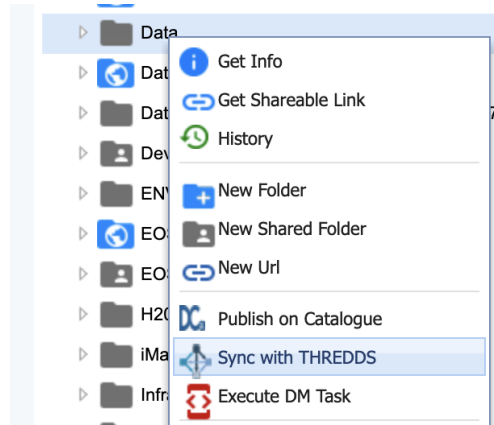 Data
Get Info
Get Shareable Link
History
New Folder
New Shared Folder
New Url
Publish on Catalogue
Sync with THREDDS
Execute DM Task